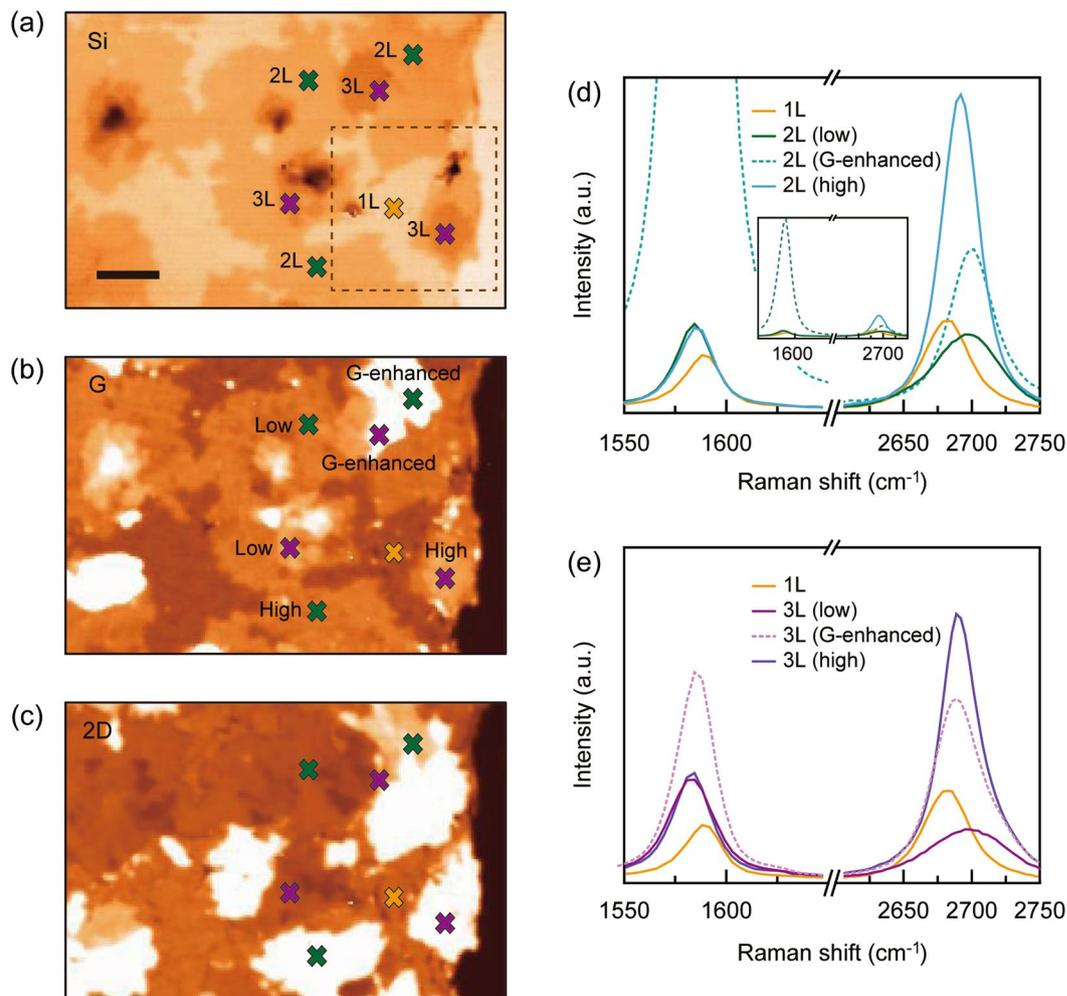 (a)
Si
2L
2L
3L
3L
1L
3L
2L
(b)
G
G-enhanced
Low
G-enhanced
Low
High
High
(c)
2D
(d)
1L
2L (low)
2L (G-enhanced)
2L (high)
Intensity (a.u.)
1600
2700
1550
1600
2650
2700
2750
Raman shift (cm⁻¹)
(e)
1L
3L (low)
3L (G-enhanced)
3L (high)
Intensity (a.u.)
1550
1600
2650
2700
2750
Raman shift (cm⁻¹)